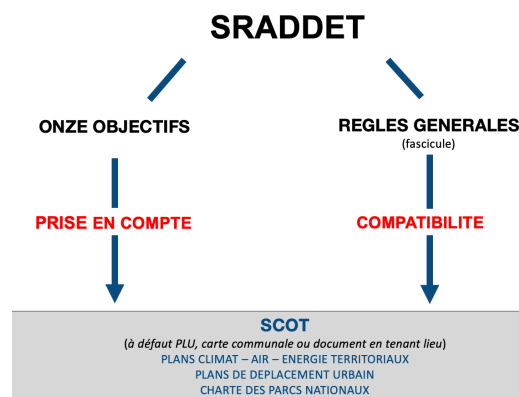 SRADDET
ONZE OBJECTIFS
REGLES GENERALES
(fascicule)
PRISE EN COMPTE
COMPATIBILITE
SCOT
(à défaut PLU, carte communale ou document en tenant lieu)
PLANS CLIMAT – AIR – ENERGIE TERRITORIAUX
PLANS DE DEPLACEMENT URBAIN
CHARTE DES PARCS NATIONAUX